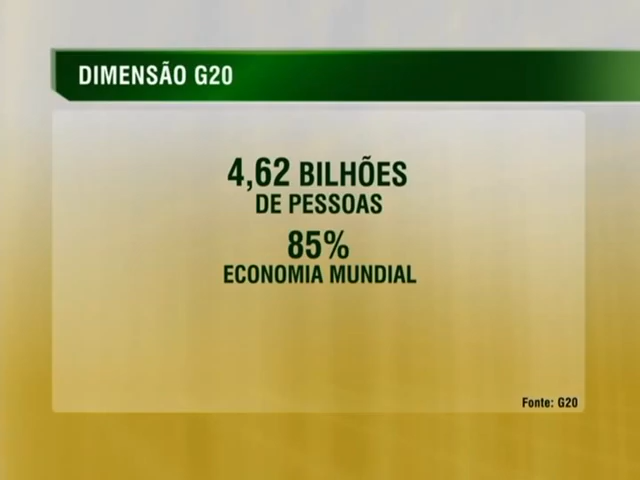 DIMENSÃO G20
4,62 BILHÕES
DE PESSOAS
85%
ECONOMIA MUNDIAL
Fonte: G20